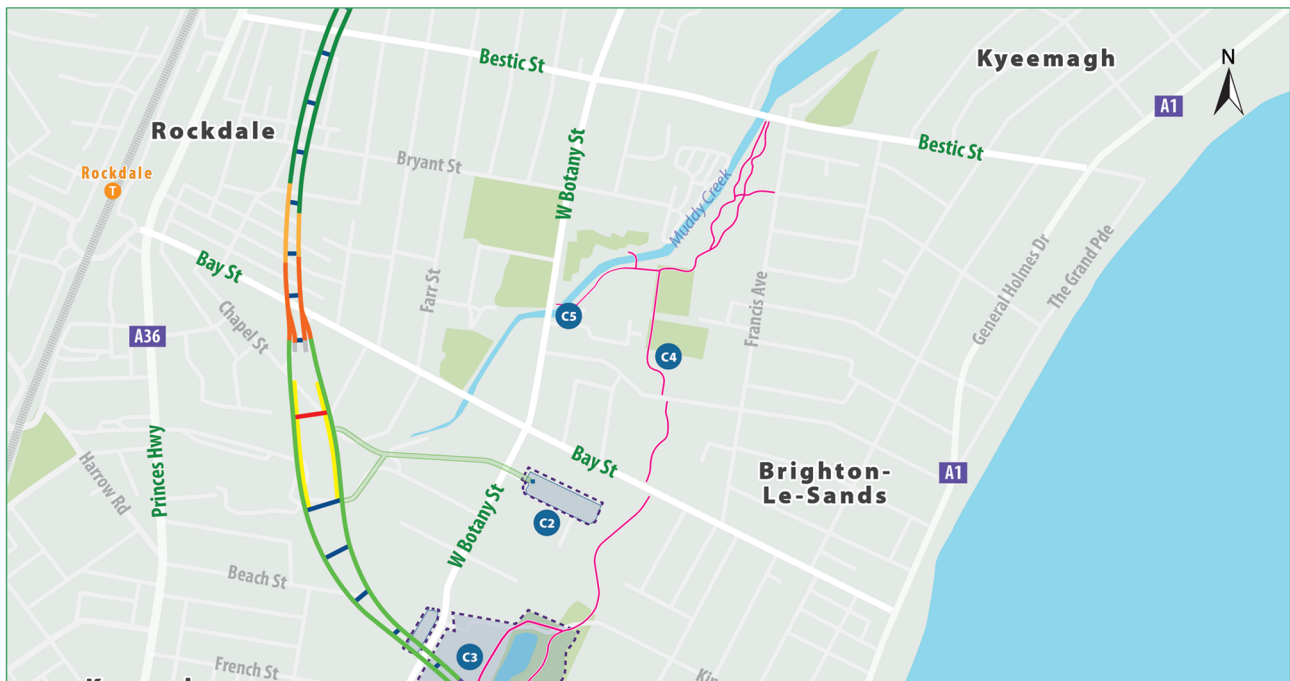 Kyeemagh
N
A1
Bestic St
Rockdale
Bestic St
Bryant St
W Botany St
Rockdale
T
Muddy Creek
Bay St
Farr St
Chapel St
A36
Francis Ave
General Holmes Dr
The Grand Pde
C5
C4
Harrow Rd
Princes Hwy
Bay St
Brighton-
Le-Sands
A1
W Botany St
C2
Beach St
French St
C3